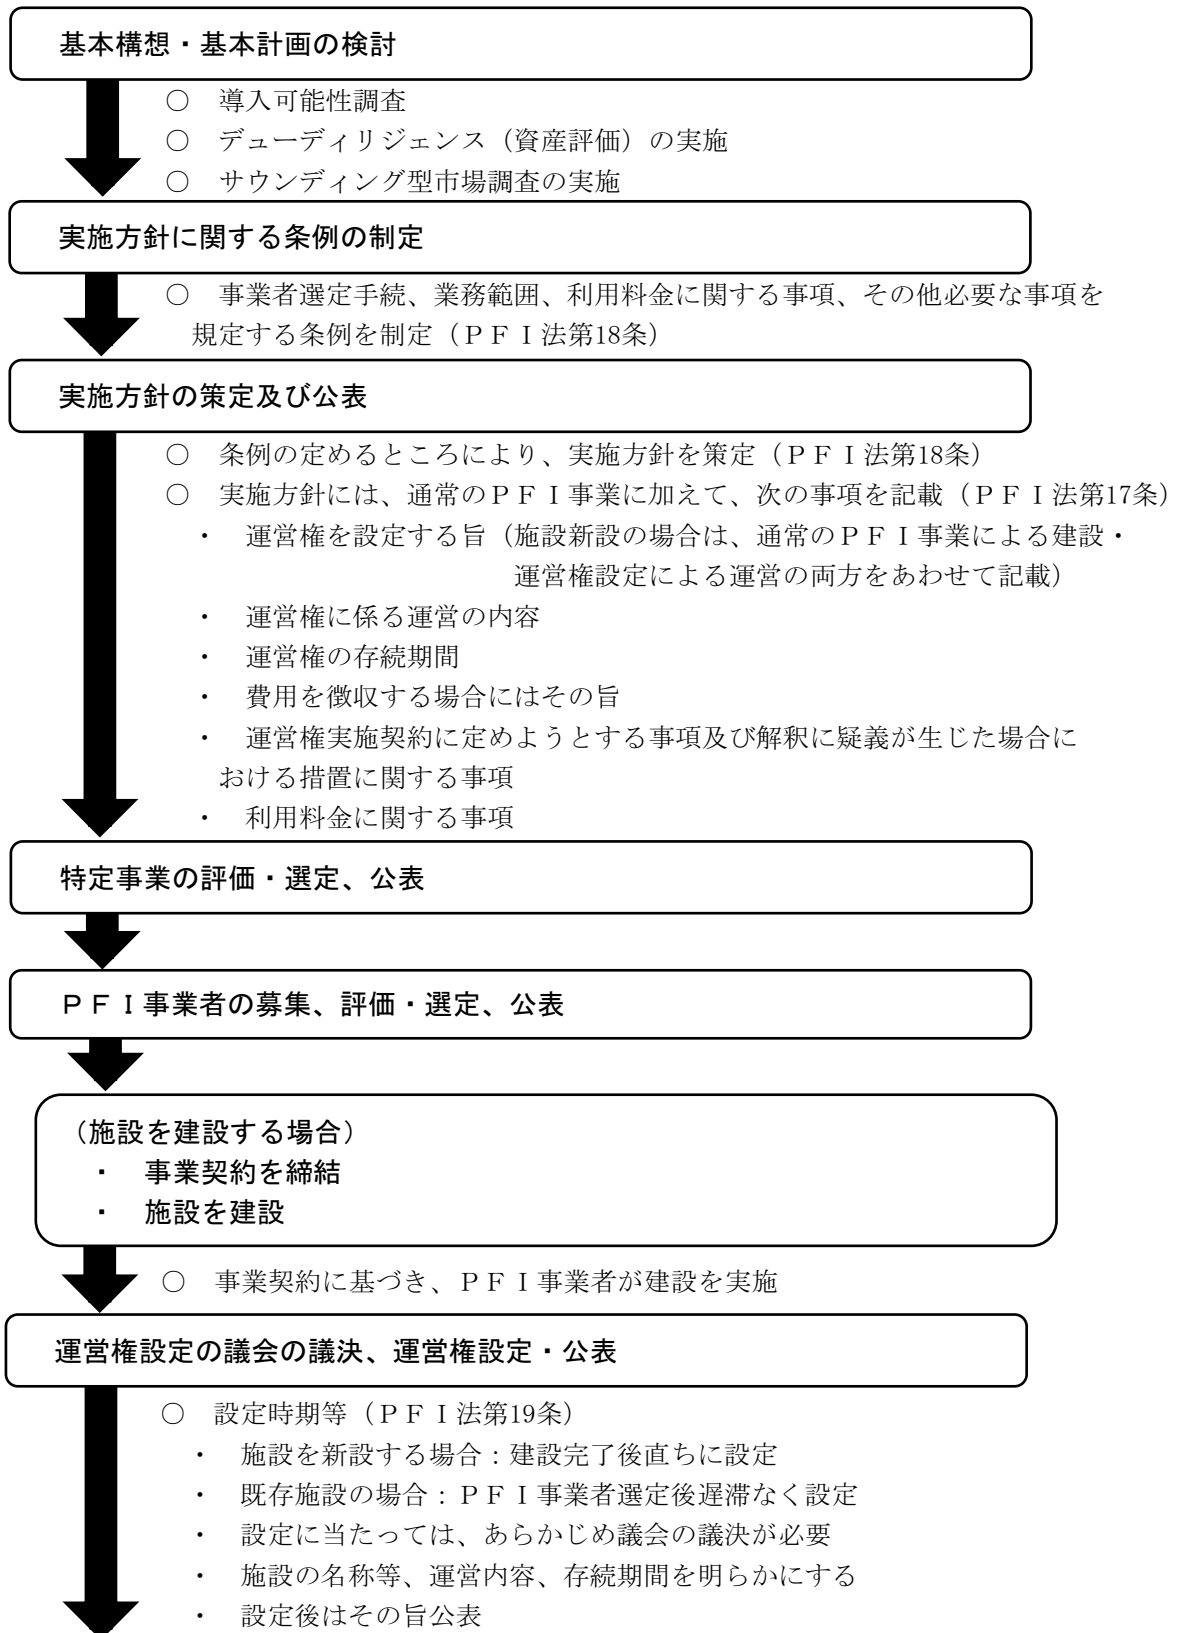 基本構想・基本計画の検討
○　導入可能性調査
○　デューディリジェンス（資産評価）の実施
○　サウンディング型市場調査の実施
実施方針に関する条例の制定
○　事業者選定手続、業務範囲、利用料金に関する事項、その他必要な事項を
規定する条例を制定（ＰＦＩ法第18条）
実施方針の策定及び公表
○　条例の定めるところにより、実施方針を策定（ＰＦＩ法第18条）
○　実施方針には、通常のＰＦＩ事業に加えて、次の事項を記載（ＰＦＩ法第17条）
・　運営権を設定する旨（施設新設の場合は、通常のＰＦＩ事業による建設・
運営権設定による運営の両方をあわせて記載）
・　運営権に係る運営の内容
・　運営権の存続期間
・　費用を徴収する場合にはその旨
・　運営権実施契約に定めようとする事項及び解釈に疑義が生じた場合に
おける措置に関する事項
・　利用料金に関する事項
特定事業の評価・選定、公表
ＰＦＩ事業者の募集、評価・選定、公表
（施設を建設する場合）
・　事業契約を締結
・　施設を建設
○　事業契約に基づき、ＰＦＩ事業者が建設を実施
運営権設定の議会の議決、運営権設定・公表
○　設定時期等（ＰＦＩ法第19条）
・　施設を新設する場合：建設完了後直ちに設定
・　既存施設の場合：ＰＦＩ事業者選定後遅滞なく設定
・　設定に当たっては、あらかじめ議会の議決が必要
・　施設の名称等、運営内容、存続期間を明らかにする
・　設定後はその旨公表